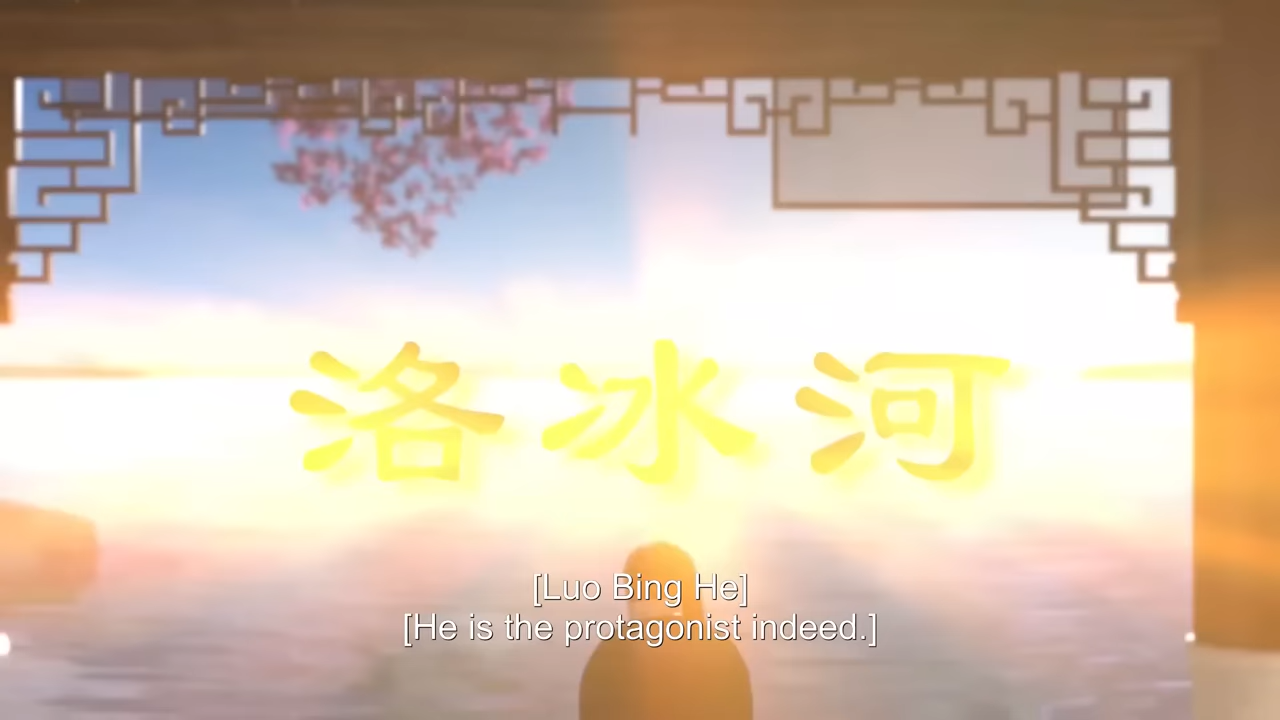 洛冰河
[Luo Bing He]
[He is the protagonist indeed.]